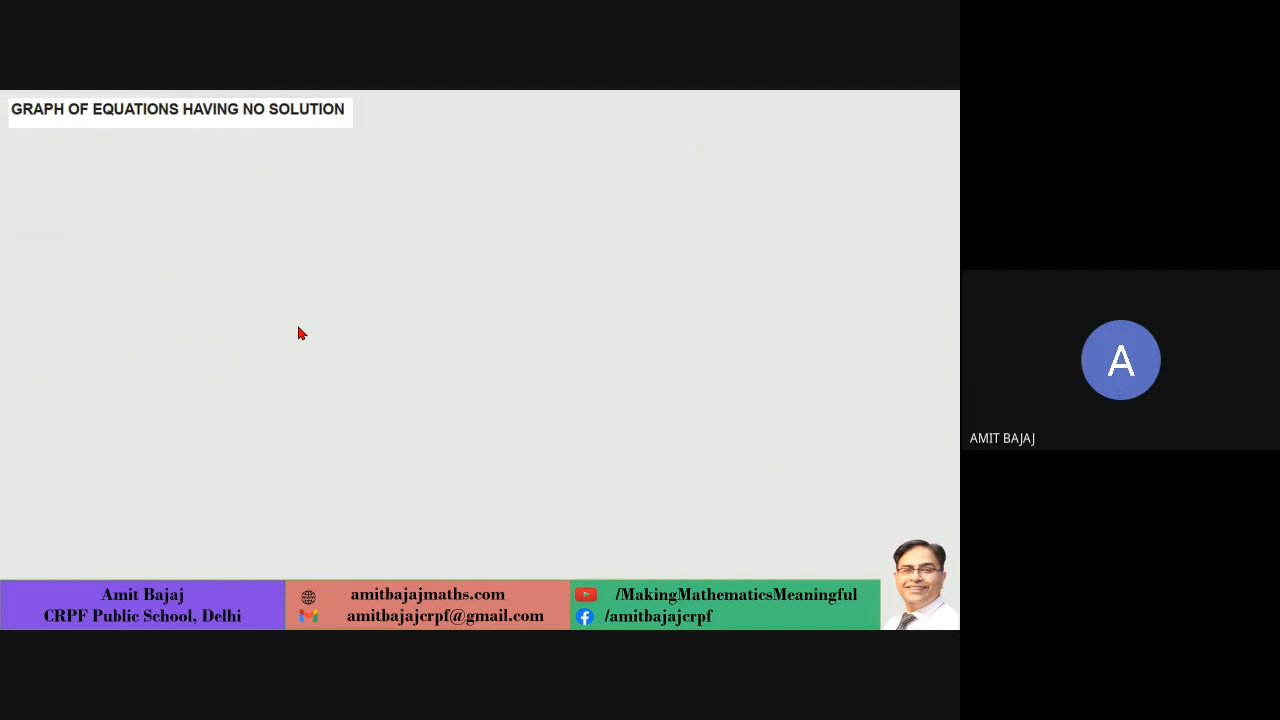 GRAPH OF EQUATIONS HAVING NO SOLUTION
A
AMIT BAJAJ
Amit Bajaj
CRPF Public School, Delhi
amitbajajmaths.com
amitbajajcrpf@gmail.com
/MakingMathematicsMeaningful
/amitbajajcrpf